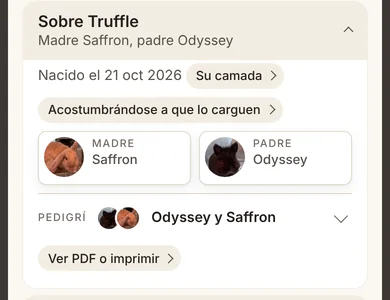 Sobre Truffle
Madre Saffron, padre Odyssey
Nacido el 21 oct 2026 Su camada
Acostumbrándose a que lo carguen
MADRE
Saffron
PADRE
Odyssey
PEDIGRÍ Odyssey y Saffron
Ver PDF o imprimir